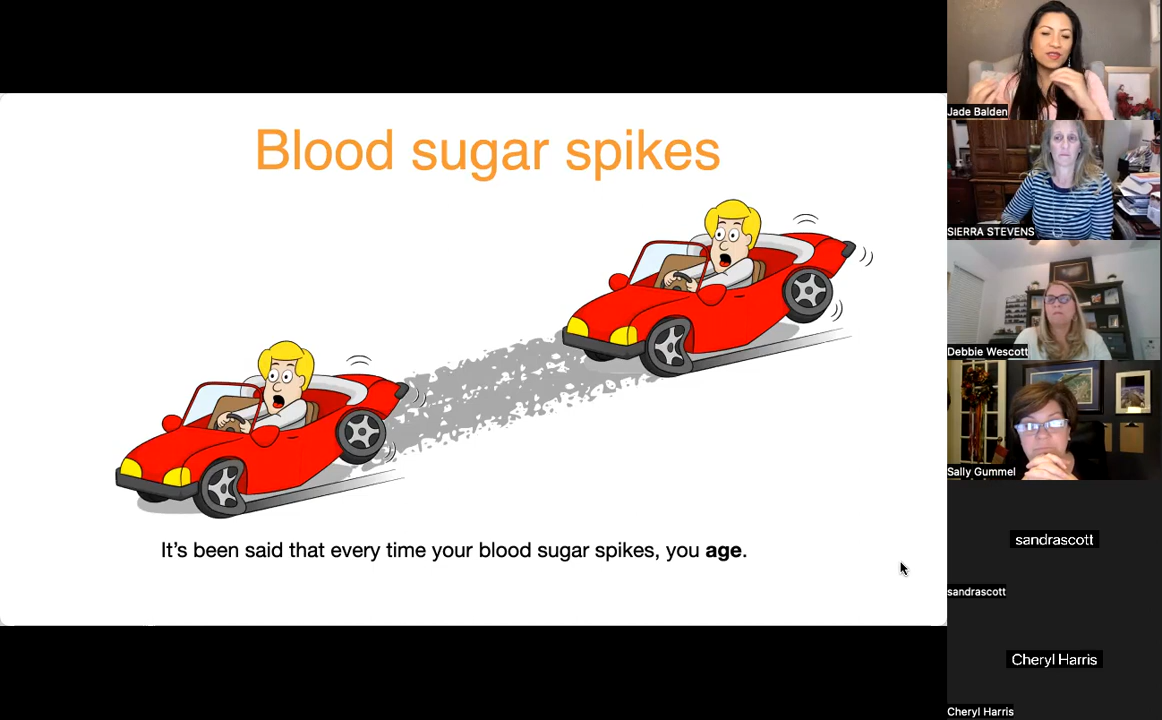 Blood sugar spikes
It’s been said that every time your blood sugar spikes, you age.
Jade Balden
SIERRA STEVENS
Debbie Wescott
Sally Gummel
sandrascott
sandrascott
Cheryl Harris
Cheryl Harris